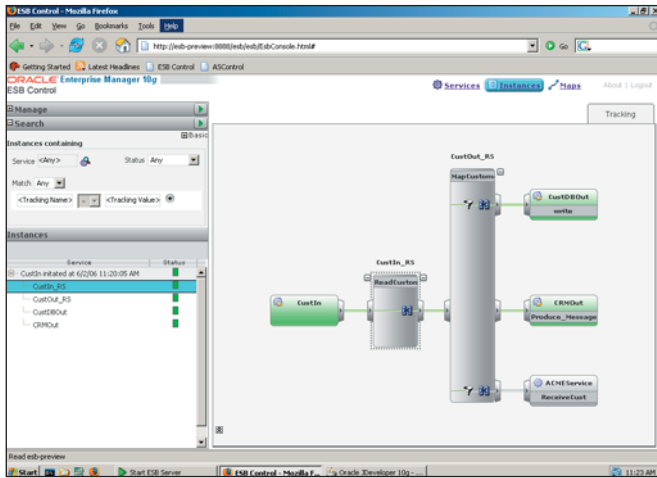 ESB Control - Mozilla Firefox
File Edit View Go Bookmarks Tools Help
http://esb-preview:8888/esb/esb/EsbConsole.html# Go
Getting Started Latest Headlines ESB Control ASControl
ORACLE Enterprise Manager 10g
ESB Control
Services Instances Maps About | Logout
Manage
Search
Basic
Instances containing
Service <Any> Status Any
Match Any
<Tracking Name> = <Tracking Value>
Instances
Service Status
CustIn initated at 6/2/06 11:20:05 AM
CustIn_RS
CustOut_RS
CustDBOut
CRMOut
Tracking
CustOut_RS
MapCustome
CustDBOut
write
CustIn_RS
ReadCustom
CustIn
CRMOut
Produce_Message
ACMEService
ReceiveCust
Read esb-preview
Start Start ESB Server ESB Control - Mozilla F... Oracle JDeveloper 10g - ... 11:23 AM